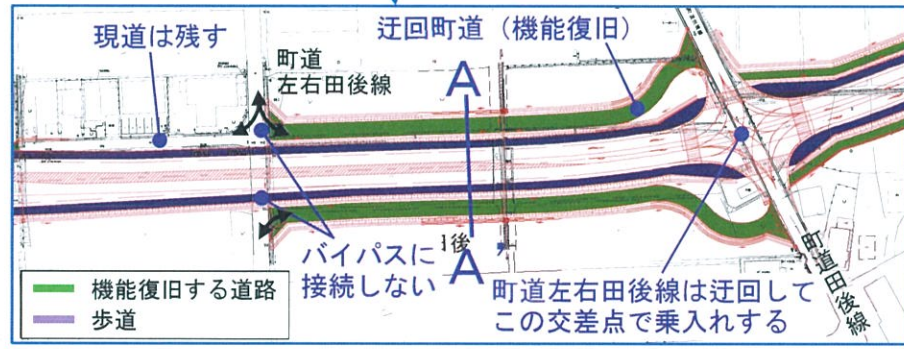 現道は残す
町道
左右田後線
迂回町道（機能復旧）
A
A’
バイパスに
接続しない
町道左右田後線は迂回して
この交差点で乗入れする
町道田後線
機能復旧する道路
歩道